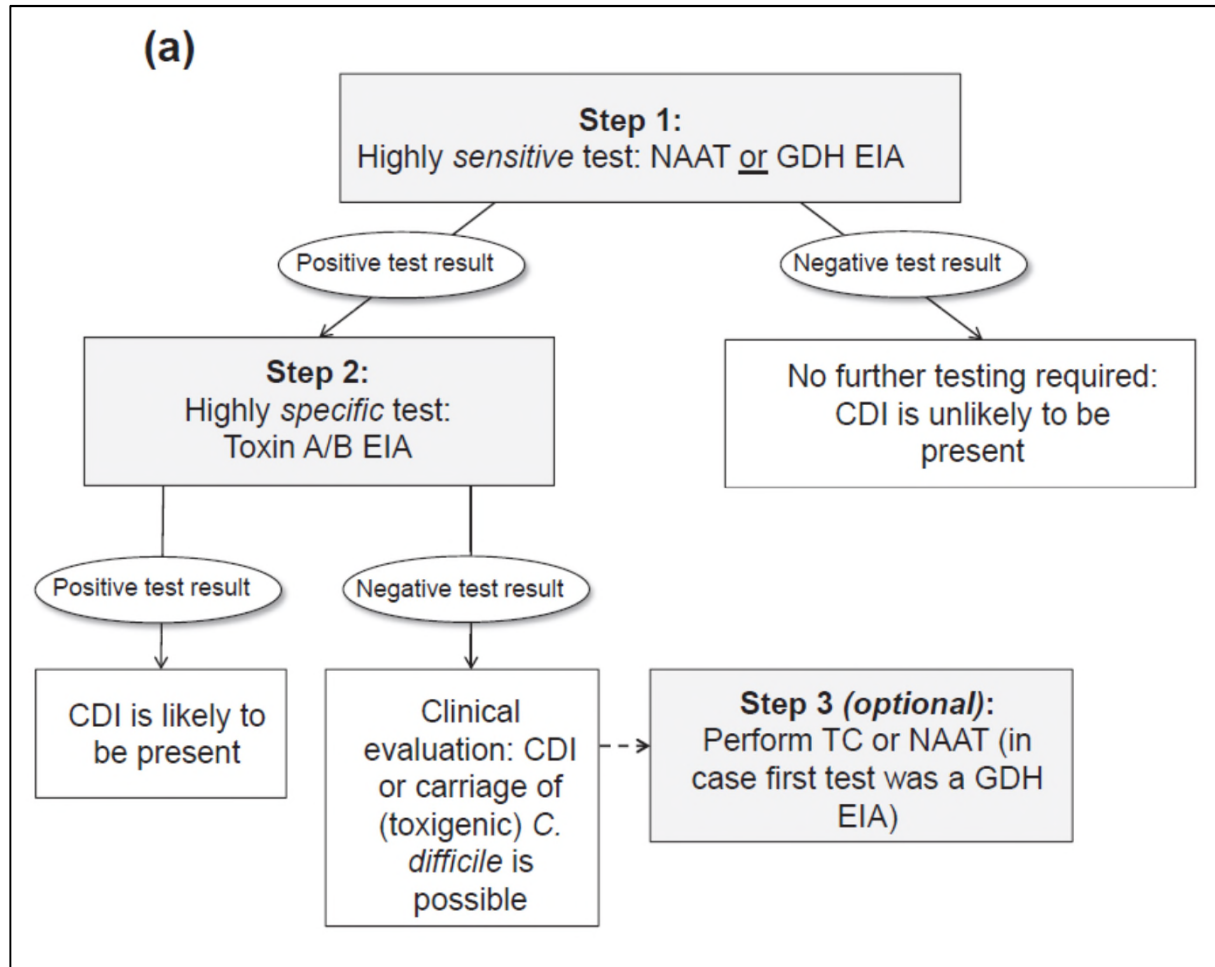 (a)
Step 1:
Highly sensitive test: NAAT or GDH EIA
Positive test result
Negative test result
Step 2:
Highly specific test:
Toxin A/B EIA
No further testing required:
CDI is unlikely to be
present
Positive test result
Negative test result
CDI is likely to
be present
Clinical
evaluation: CDI
or carriage of
(toxigenic) C.
difficile is
possible
Step 3 (optional):
Perform TC or NAAT (in
case first test was a GDH
EIA)